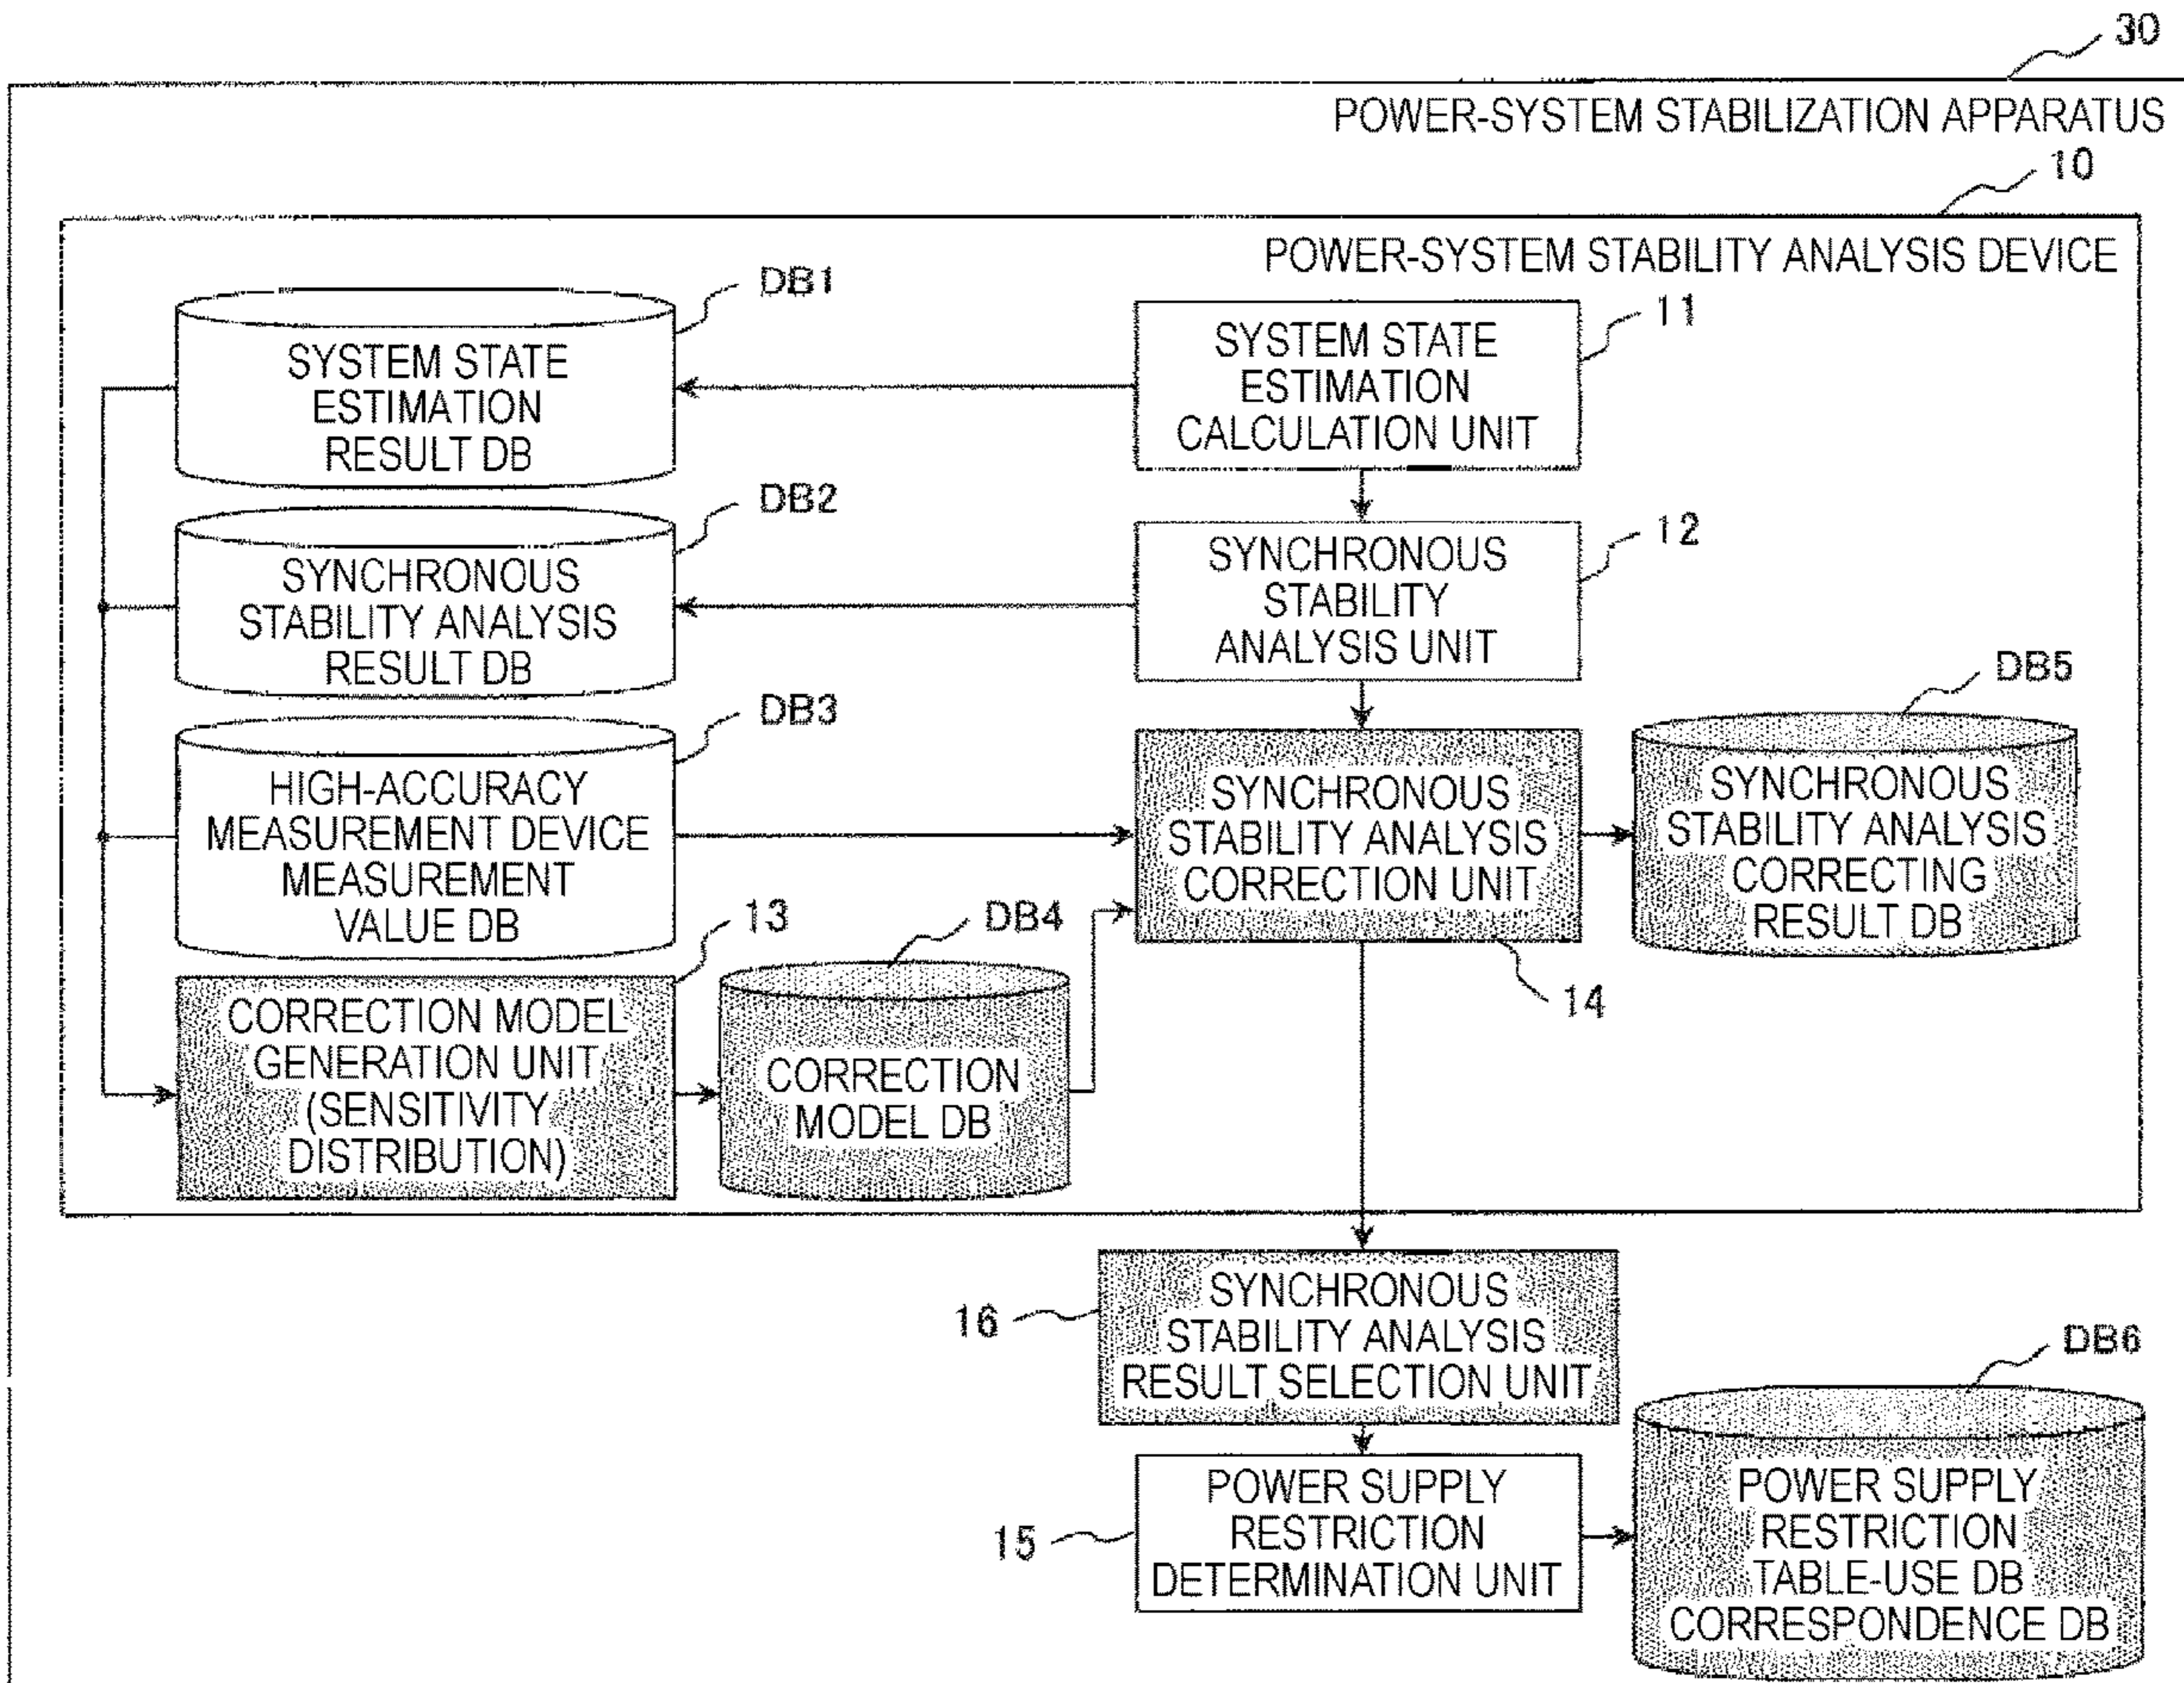 30
POWER-SYSTEM STABILIZATION APPARATUS
10
POWER-SYSTEM STABILITY ANALYSIS DEVICE
DB1
SYSTEM STATE
ESTIMATION
RESULT DB
11
SYSTEM STATE
ESTIMATION
CALCULATION UNIT
DB2
SYNCHRONOUS
STABILITY ANALYSIS
RESULT DB
12
SYNCHRONOUS
STABILITY
ANALYSIS UNIT
DB3
HIGH-ACCURACY
MEASUREMENT DEVICE
MEASUREMENT
VALUE DB
SYNCHRONOUS
STABILITY ANALYSIS
CORRECTION UNIT
14
DB5
SYNCHRONOUS
STABILITY ANALYSIS
CORRECTING
RESULT DB
13
CORRECTION MODEL
GENERATION UNIT
(SENSITIVITY
DISTRIBUTION)
DB4
CORRECTION
MODEL DB
16
SYNCHRONOUS
STABILITY ANALYSIS
RESULT SELECTION UNIT
15
POWER SUPPLY
RESTRICTION
DETERMINATION UNIT
DB6
POWER SUPPLY
RESTRICTION
TABLE-USE DB
CORRESPONDENCE DB